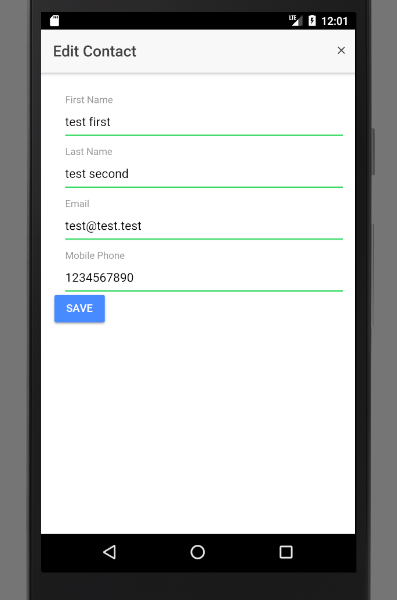 LTE 12:01
Edit Contact ×
First Name
test first
Last Name
test second
Email
test@test.test
Mobile Phone
1234567890
SAVE